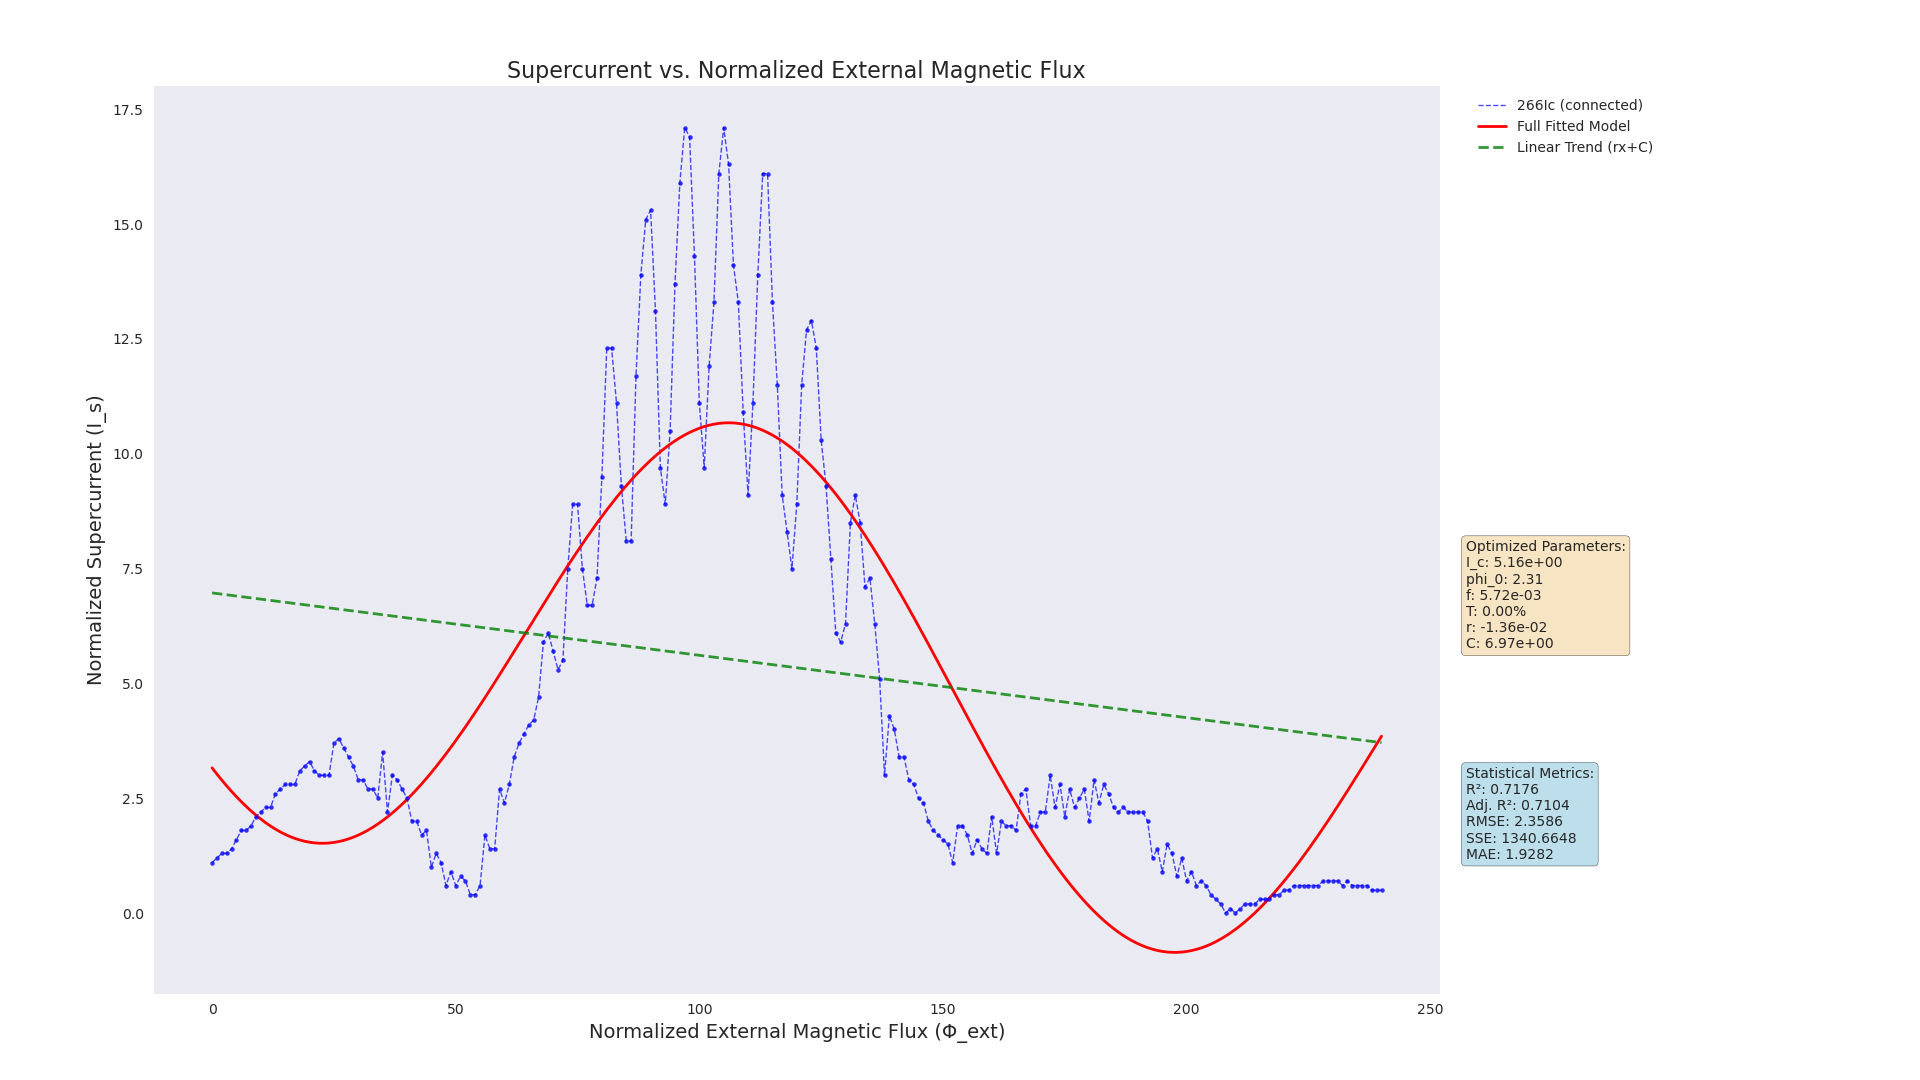 Supercurrent vs. Normalized External Magnetic Flux
17.5
15.0
12.5
10.0
7.5
5.0
2.5
0.0
Normalized Supercurrent (I_s)
0 50 100 150 200 250
Normalized External Magnetic Flux (Φ_ext)
266Ic (connected)
Full Fitted Model
Linear Trend (rx+C)
Optimized Parameters:
I_c: 5.16e+00
phi_0: 2.31
f: 5.72e-03
T: 0.00%
r: -1.36e-02
C: 6.97e+00
Statistical Metrics:
R²: 0.7176
Adj. R²: 0.7104
RMSE: 2.3586
SSE: 1340.6648
MAE: 1.9282